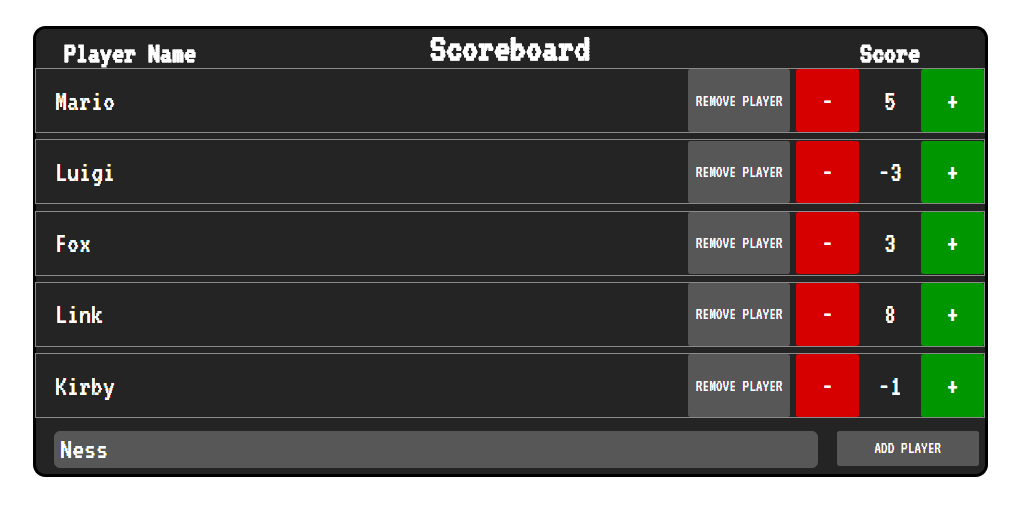 Player Name Scoreboard Score
Mario REMOVE PLAYER - 5 +
Luigi REMOVE PLAYER - -3 +
Fox REMOVE PLAYER - 3 +
Link REMOVE PLAYER - 8 +
Kirby REMOVE PLAYER - -1 +
Ness ADD PLAYER